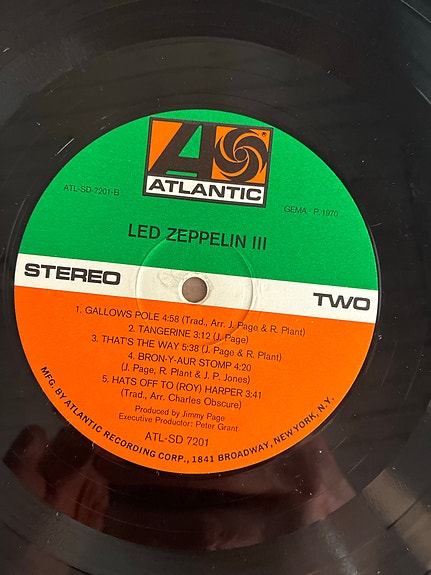 ATLANTIC
ATL-SD-7201-B
GEMA · P. 1970
LED ZEPPELIN III
STEREO
TWO
1. GALLOWS POLE 4:58 (Trad., Arr. J. Page & R. Plant)
2. TANGERINE 3:12 (J. Page)
3. THAT'S THE WAY 5:38 (J. Page & R. Plant)
4. BRON-Y-AUR STOMP 4:20
(J. Page, R. Plant & J. P. Jones)
5. HATS OFF TO (ROY) HARPER 3:41
(Trad., Arr. Charles Obscure)
Produced by Jimmy Page
Executive Producer: Peter Grant
ATL-SD 7201
MFG. BY ATLANTIC RECORDING CORP., 1841 BROADWAY, NEW YORK, N.Y.